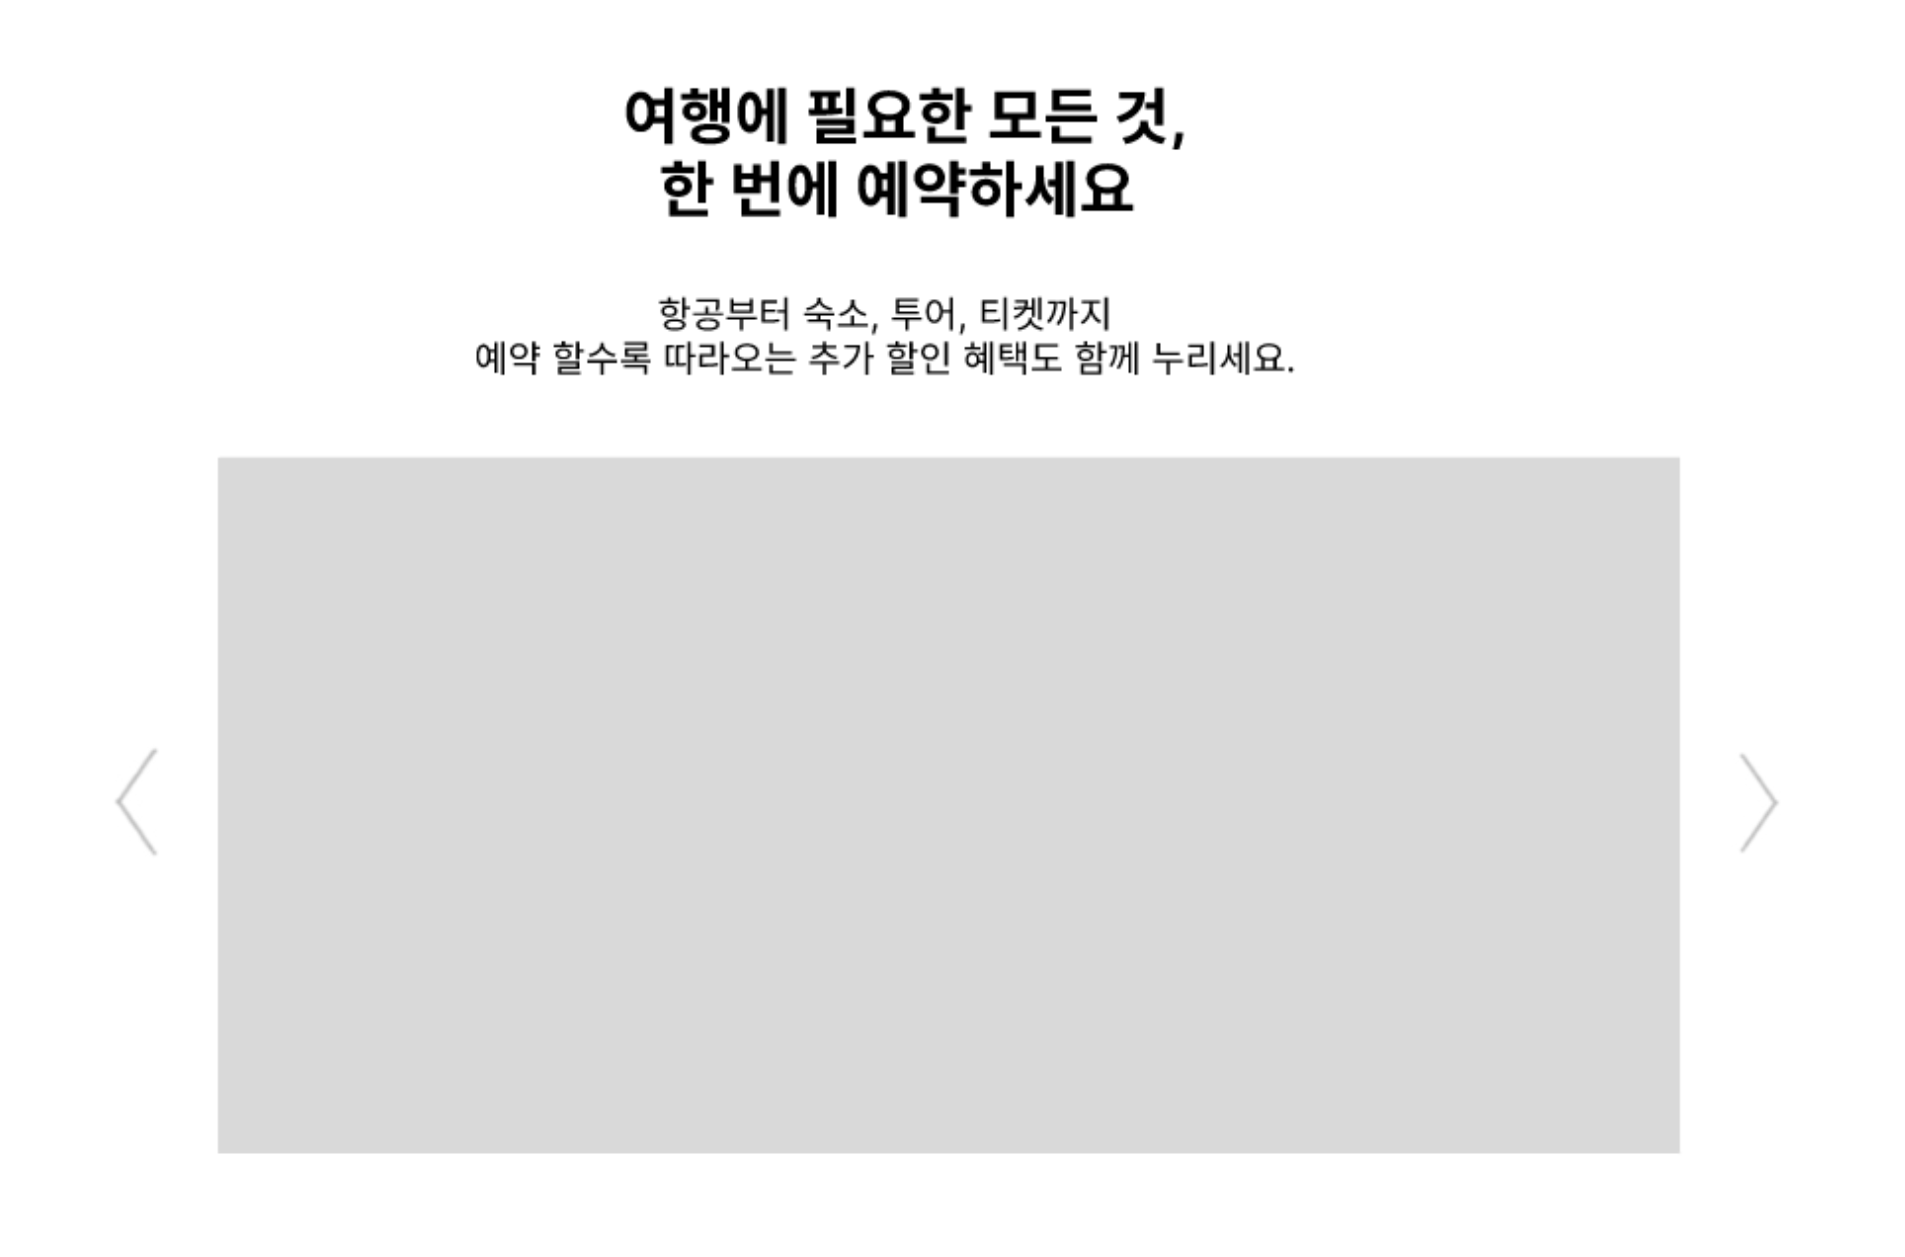 여행에 필요한 모든 것,
한 번에 예약하세요
항공부터 숙소, 투어, 티켓까지
예약 할수록 따라오는 추가 할인 혜택도 함께 누리세요.